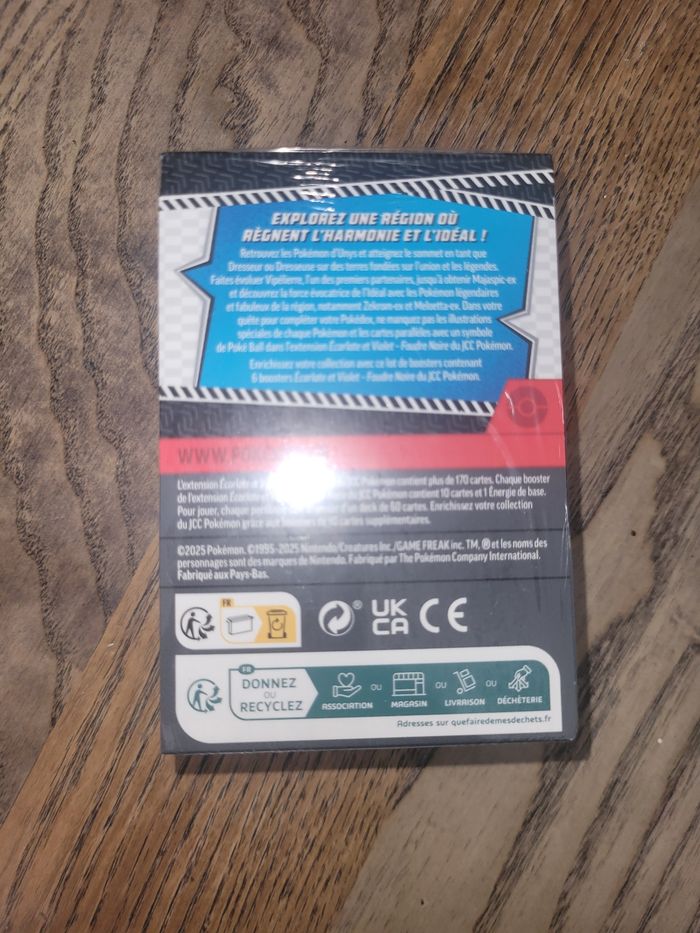 EXPLOREZ UNE RÉGION OÙ
RÈGNENT L'HARMONIE ET L'IDÉAL !
Retrouvez les Pokémon d'Unys et atteignez le sommet en tant que
Dresseur ou Dresseuse sur des terres fondées sur l'union et les légendes.
Faites évoluer Vipélierre, l'un des premiers partenaires, jusqu'à obtenir Majaspic-ex
et découvrez la force évocatrice de l'Idéal avec les Pokémon légendaires
et fabuleux de la région, notamment Zekrom-ex et Meloetta-ex. Dans votre
quête pour compléter votre Pokédex, ne manquez pas les illustrations
spéciales de chaque Pokémon et les cartes parallèles avec un symbole
de Poké Ball dans l'extension Écarlate et Violet - Foudre Noire du JCC Pokémon.
Enrichissez votre collection avec ce lot de boosters contenant
6 boosters Écarlate et Violet - Foudre Noire du JCC Pokémon.
WWW.POK
L'extension Écarlate et JCC Pokémon contient plus de 170 cartes. Chaque booster
de l'extension Écarlate JCC Pokémon contient 10 cartes et 1 Énergie de base.
Pour jouer, chaque d'un deck de 60 cartes. Enrichissez votre collection
du JCC Pokémon grâce aux de 10 cartes supplémentaires.
©2025 Pokémon. ©1995-2025 Nintendo/Creatures Inc./GAME FREAK inc. TM, ® et les noms des
personnages sont des marques de Nintendo. Fabriqué par The Pokémon Company International.
Fabriqué aux Pays-Bas.
FR
®
UK
CA
CE
FR
DONNEZ
OU
RECYCLEZ
ASSOCIATION OU MAGASIN OU LIVRAISON OU DÉCHÈTERIE
Adresses sur quefairedemesdechets.fr